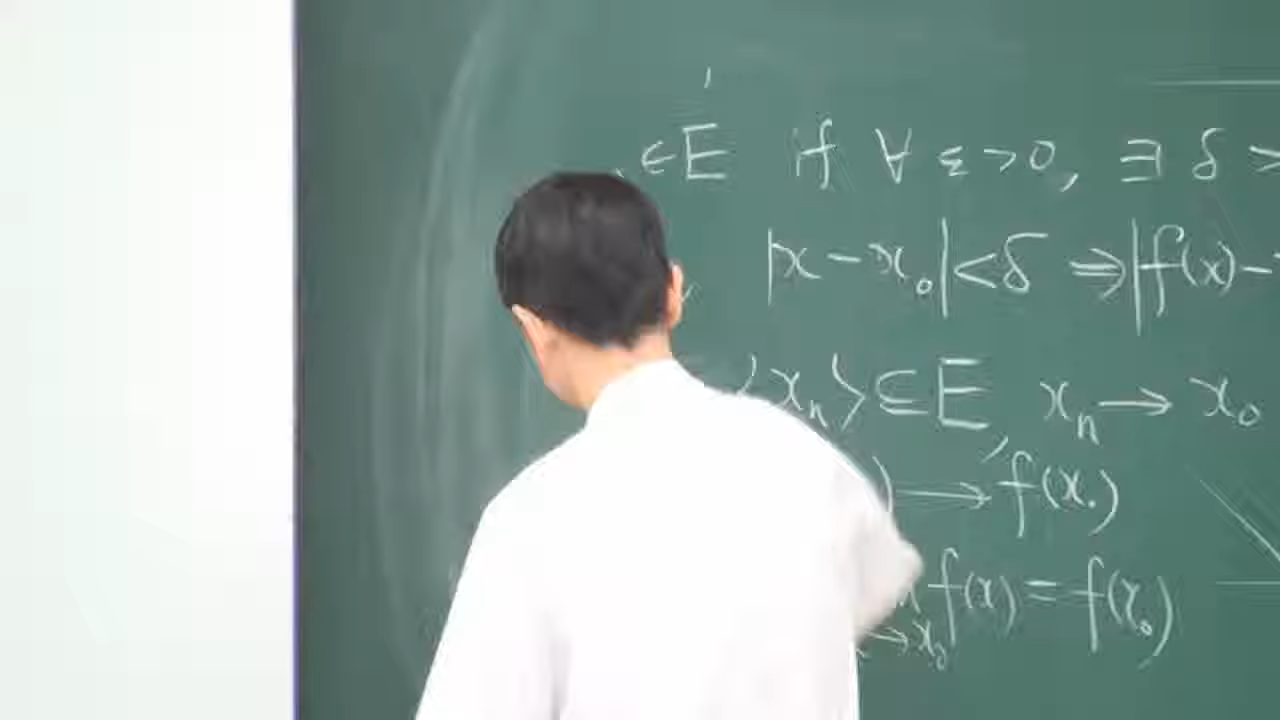 ∈E if ∀ ε>0, ∃ δ >
|x - x₀|<δ ⇒ |f(x) -
xₙ⟩ ⊆ E xₙ → x₀
) → f(x₀)
→x₀ f(x) = f(x₀)